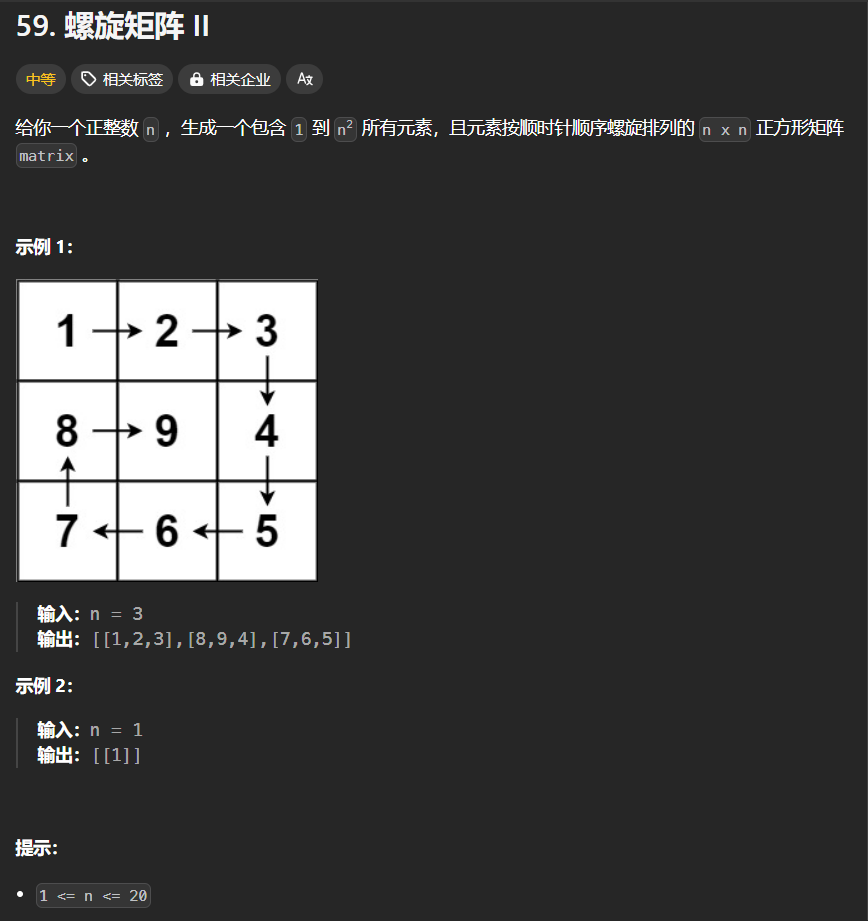 59. 螺旋矩阵 II
中等 相关标签 相关企业 Aあ
给你一个正整数 n ，生成一个包含 1 到 n² 所有元素，且元素按顺时针顺序螺旋排列的 n x n 正方形矩阵
matrix 。
示例 1：
1 2 3
8 9 4
7 6 5
输入：n = 3
输出：[[1,2,3],[8,9,4],[7,6,5]]
示例 2：
输入：n = 1
输出：[[1]]
提示：
1 <= n <= 20